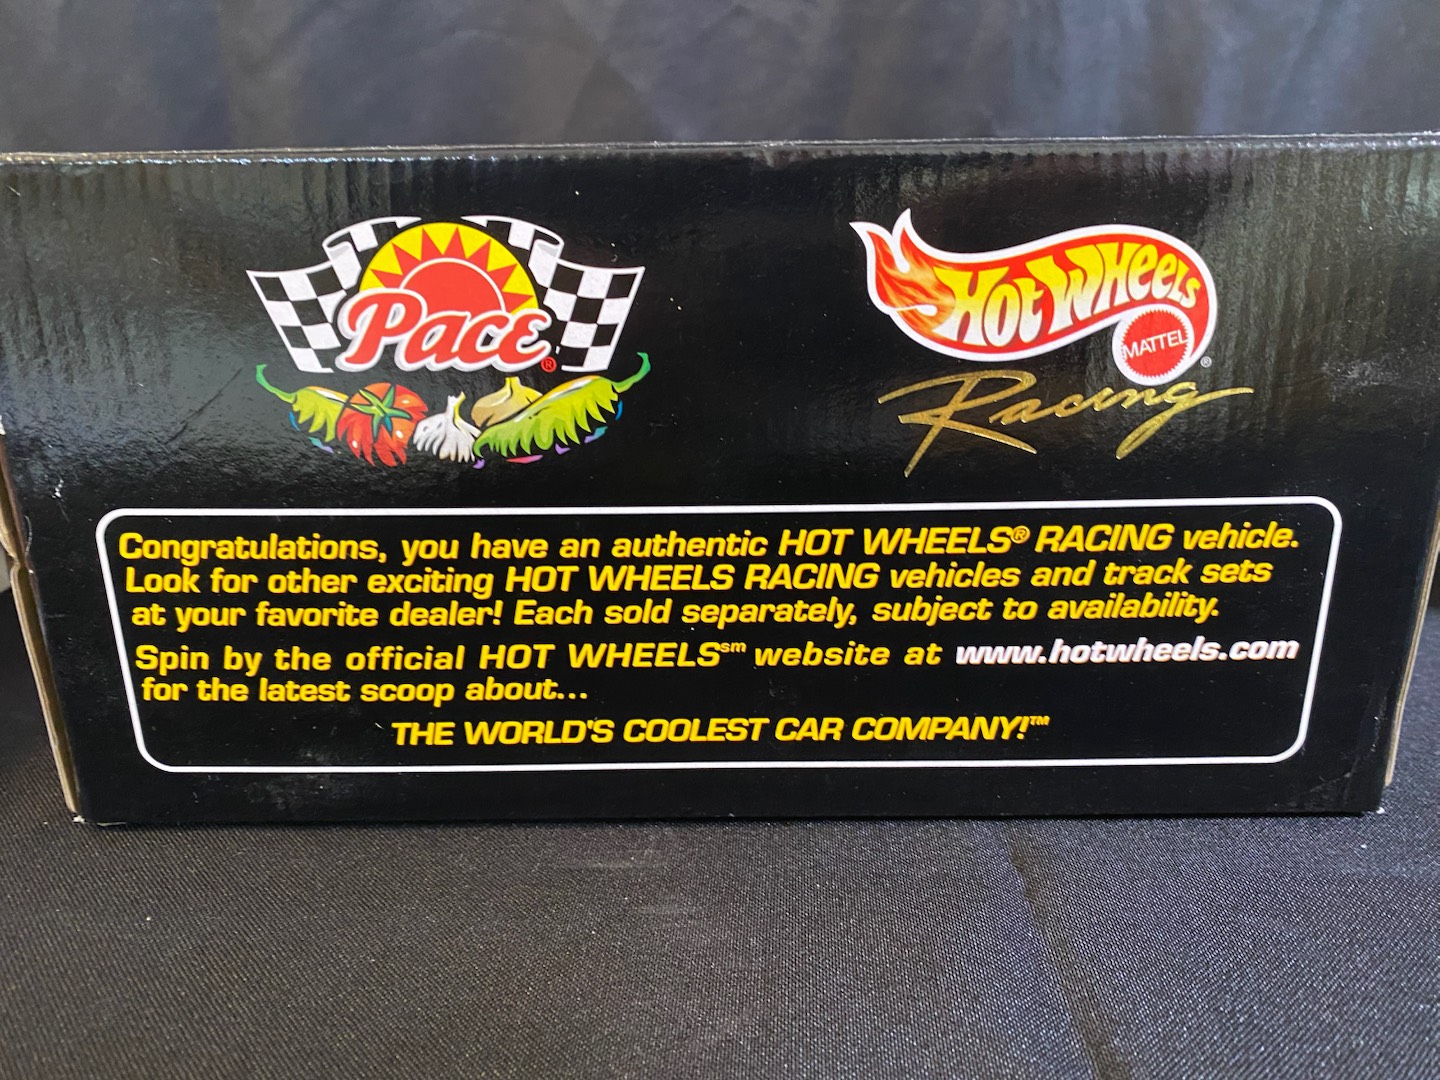 Pace®
Hot Wheels
MATTEL
®
Racing
Congratulations, you have an authentic HOT WHEELS® RACING vehicle.
Look for other exciting HOT WHEELS RACING vehicles and track sets
at your favorite dealer! Each sold separately, subject to availability.
Spin by the official HOT WHEELS℠ website at www.hotwheels.com
for the latest scoop about...
THE WORLD'S COOLEST CAR COMPANY!™